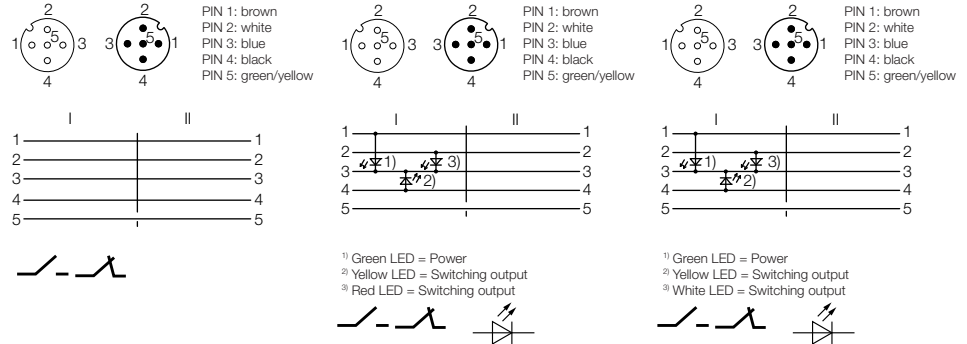 2 2 PIN 1: brown
PIN 2: white
1 5 3 3 5 1 PIN 3: blue
PIN 4: black
4 4 PIN 5: green/yellow
I II
1 1
2 2
3 3
4 4
5 5
2 2 PIN 1: brown
PIN 2: white
1 5 3 3 5 1 PIN 3: blue
PIN 4: black
4 4 PIN 5: green/yellow
I II
1 1
2 2
1) 3)
3 3
2)
4 4
5 5
1) Green LED = Power
2) Yellow LED = Switching output
3) Red LED = Switching output
2 2 PIN 1: brown
PIN 2: white
1 5 3 3 5 1 PIN 3: blue
PIN 4: black
4 4 PIN 5: green/yellow
I II
1 1
2 2
1) 3)
3 3
2)
4 4
5 5
1) Green LED = Power
2) Yellow LED = Switching output
3) White LED = Switching output